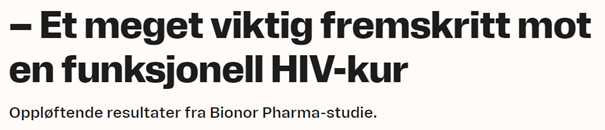 – Et meget viktig fremskritt mot
en funksjonell HIV-kur
Oppløftende resultater fra Bionor Pharma-studie.